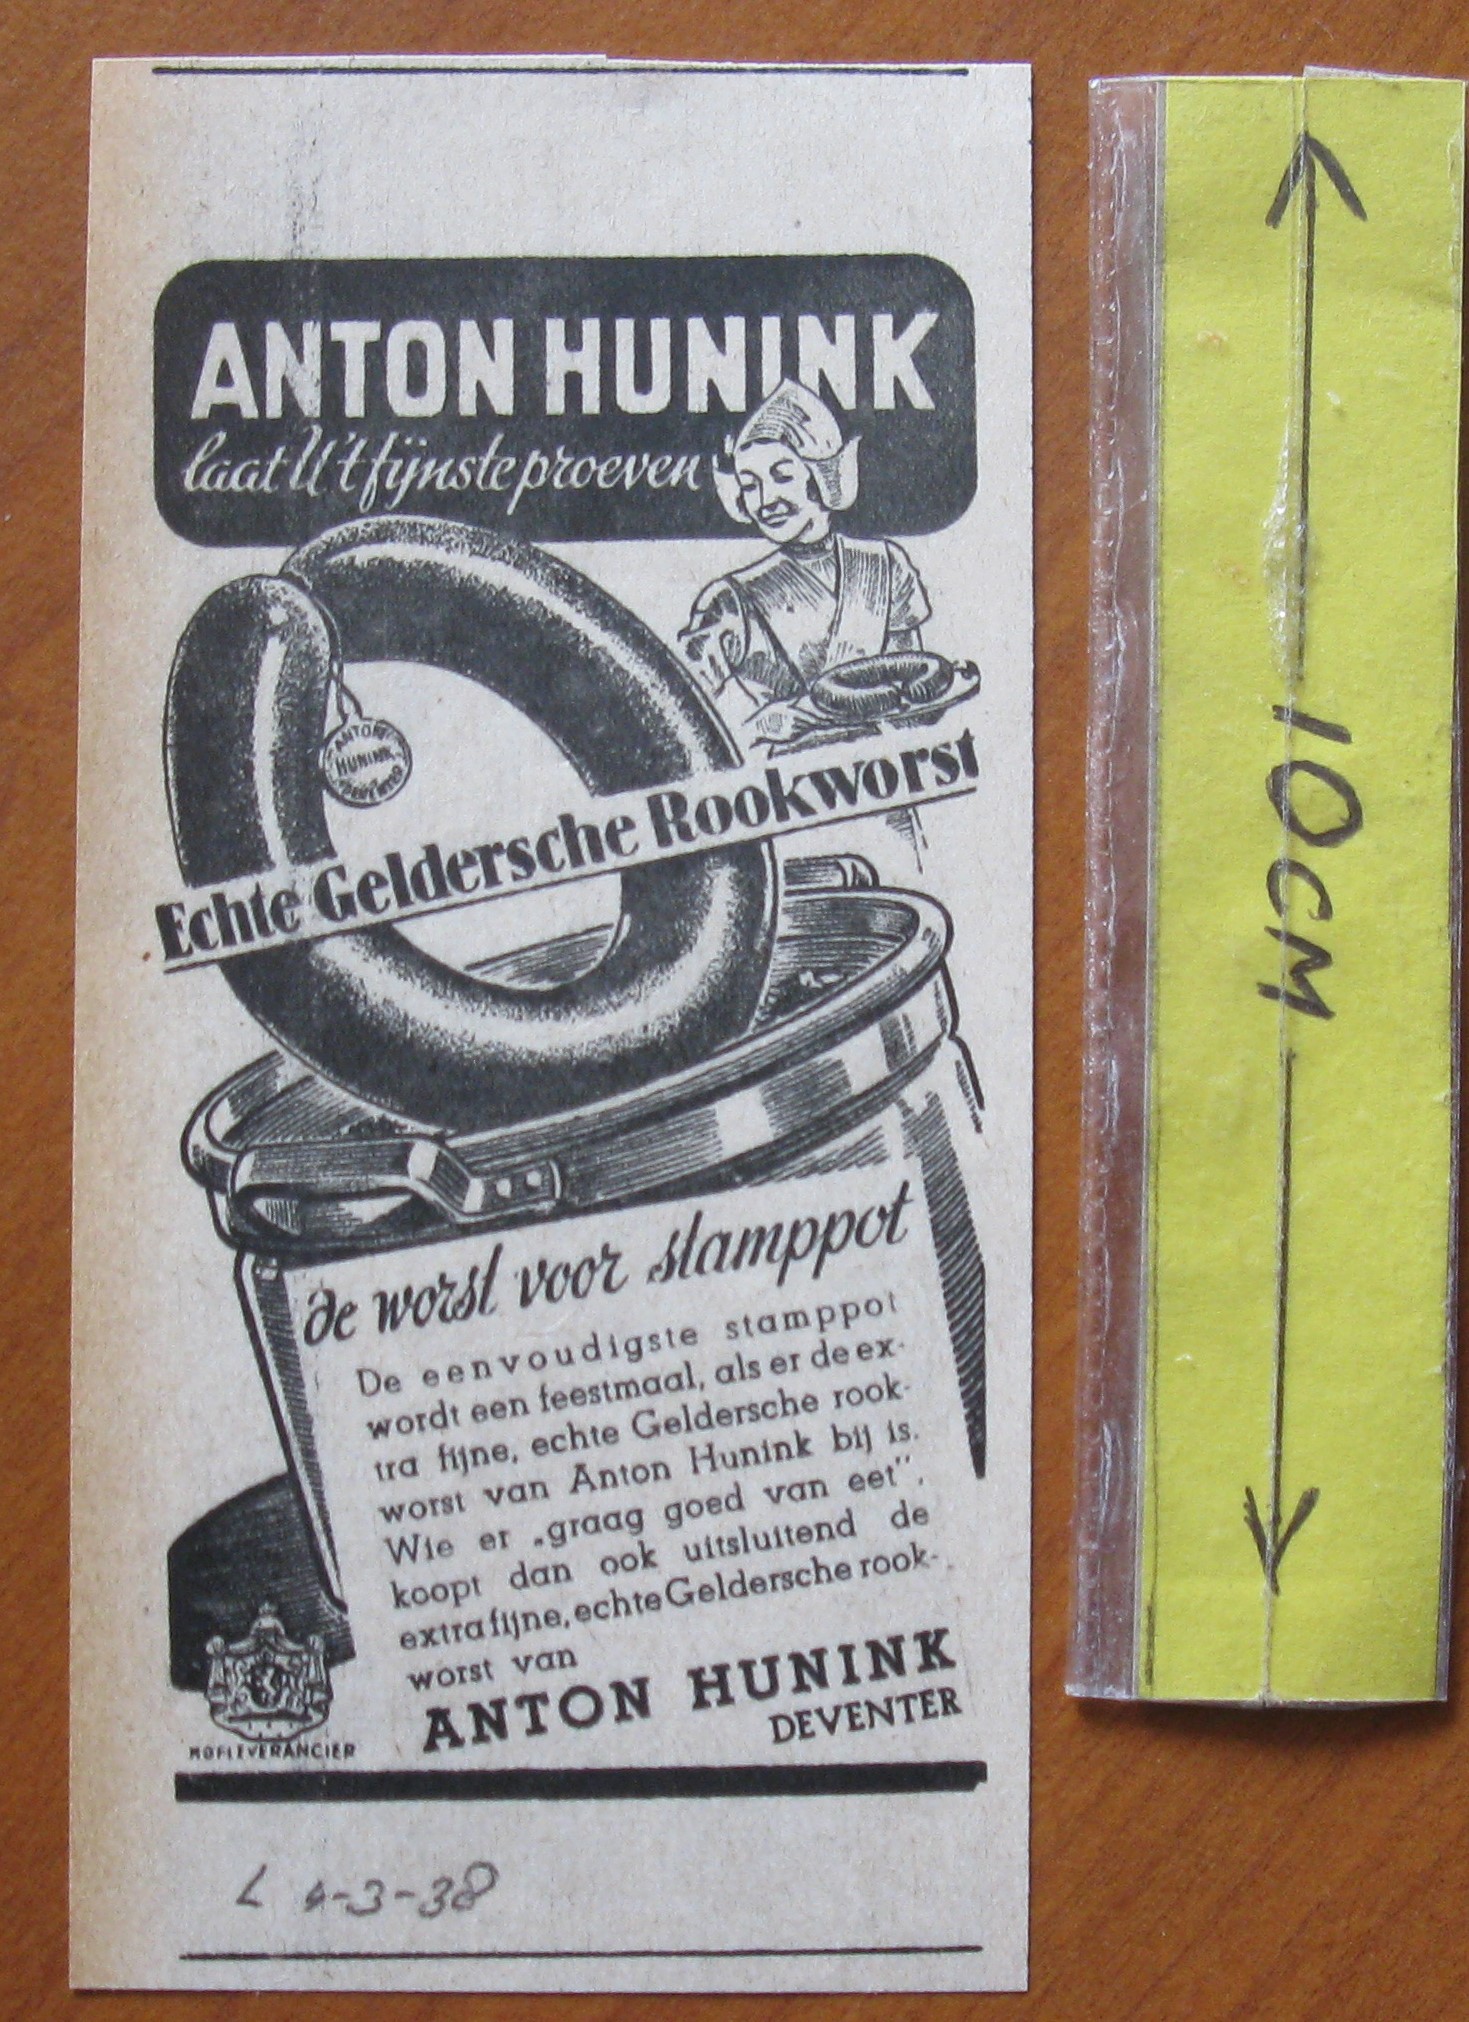 ANTON HUNINK
laat U 't fijnste proeven
ANTON
HUNINK
DEVENTER
Echte Geldersche Rookworst
de worst voor stamppot
De eenvoudigste stamppot
wordt een feestmaal, als er de ex-
tra fijne, echte Geldersche rook-
worst van Anton Hunink bij is.
Wie er „graag goed van eet”,
koopt dan ook uitsluitend de
extra fijne, echte Geldersche rook-
worst van
ANTON HUNINK
DEVENTER
HOFLEVERANCIER
L 4-3-38
10CM